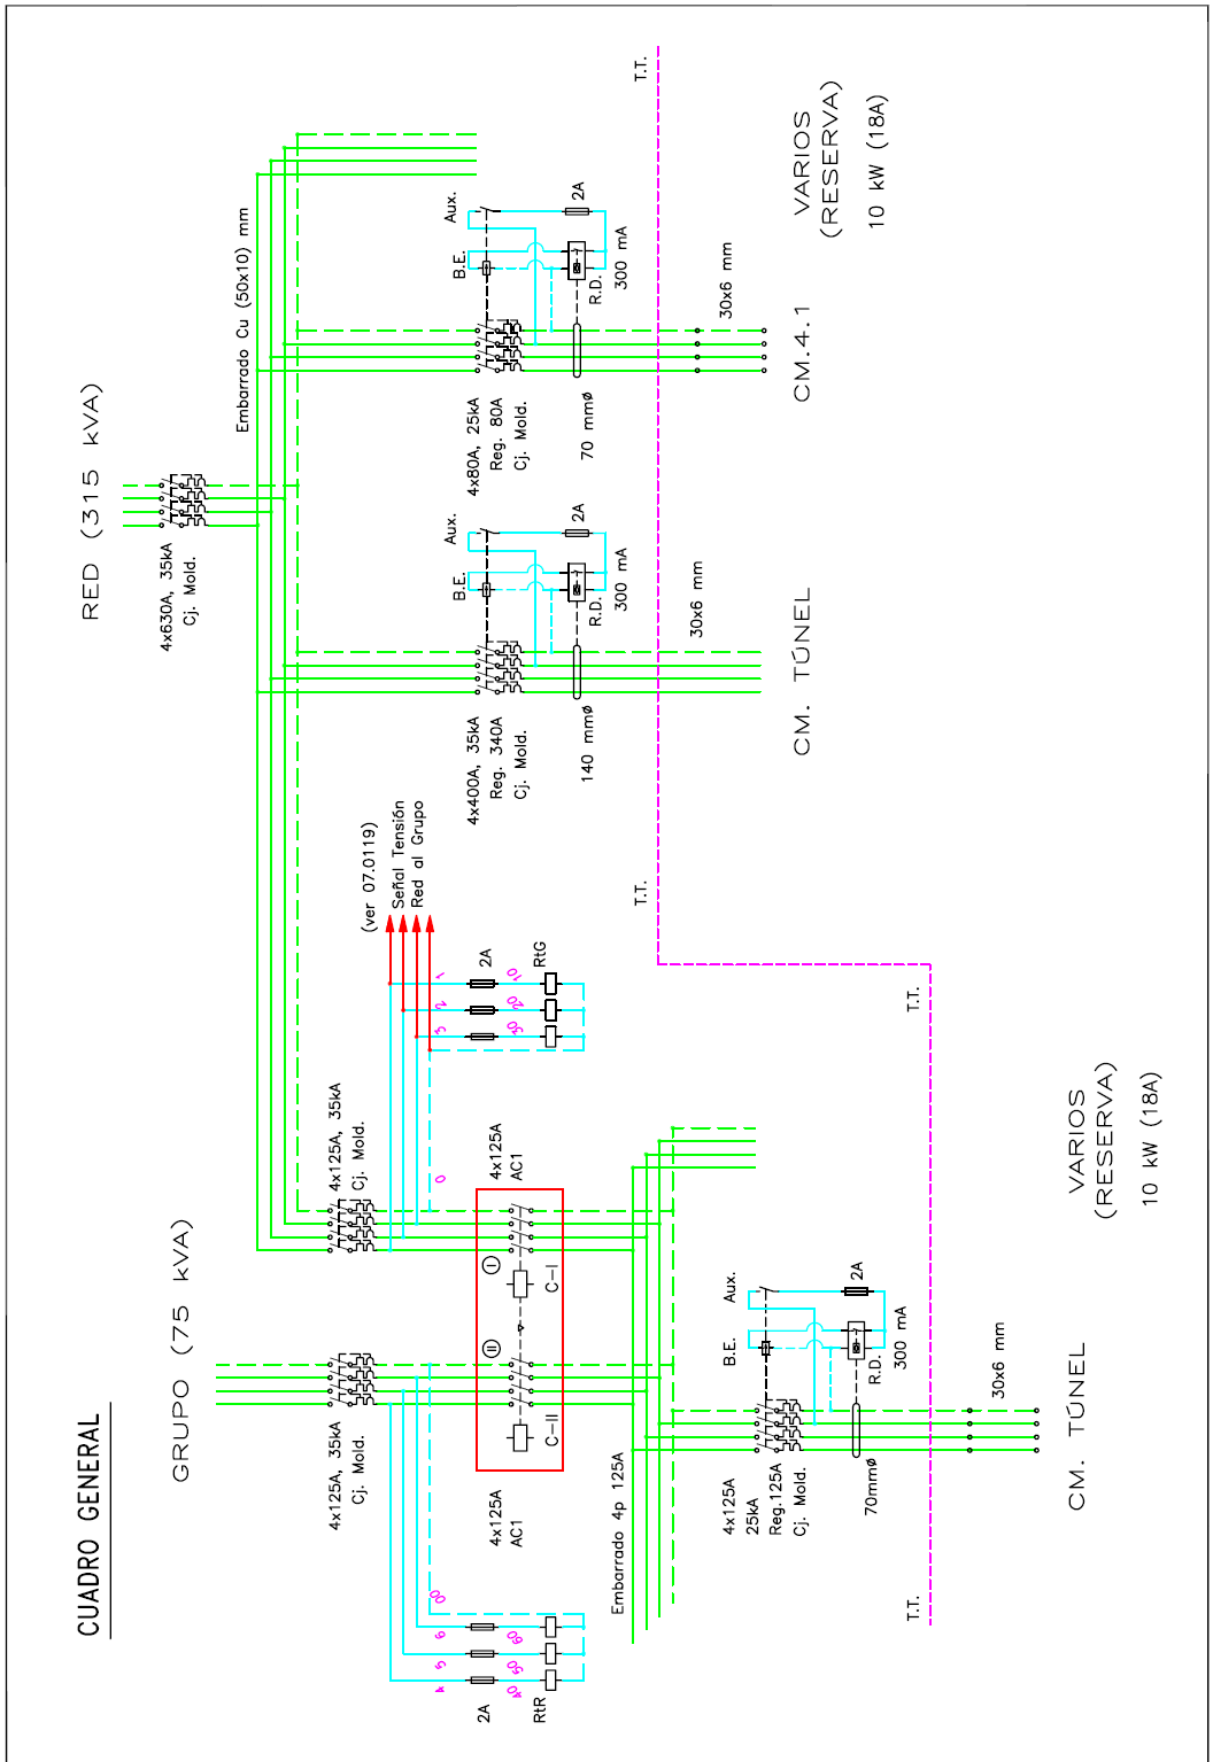 CUADRO GENERAL
GRUPO (75 kVA)
RED (315 kVA)
4x125A, 35kA
Cj. Mold.
4x125A, 35kA
Cj. Mold.
4x630A, 35kA
Cj. Mold.
Embarrado Cu (50x10) mm
(ver 07.0119)
Señal Tensión
Red al Grupo
4
5
6
00
2A
40
50
60
RtR
4x125A
AC1
C-II
II
I
C-I
4x125A
AC1
0
3
2
1
2A
30
20
10
RtG
4x400A, 35kA
Reg. 340A
Cj. Mold.
B.E.
Aux.
2A
R.D.
300 mA
140 mmø
30x6 mm
CM. TÚNEL
4x80A, 25kA
Reg. 80A
Cj. Mold.
B.E.
Aux.
2A
R.D.
300 mA
70 mmø
30x6 mm
CM.4.1
VARIOS
(RESERVA)
10 kW (18A)
T.T.
T.T.
T.T.
T.T.
Embarrado 4p 125A
4x125A
25kA
Reg.125A
Cj. Mold.
B.E.
Aux.
2A
R.D.
300 mA
70mmø
30x6 mm
CM. TÚNEL
VARIOS
(RESERVA)
10 kW (18A)